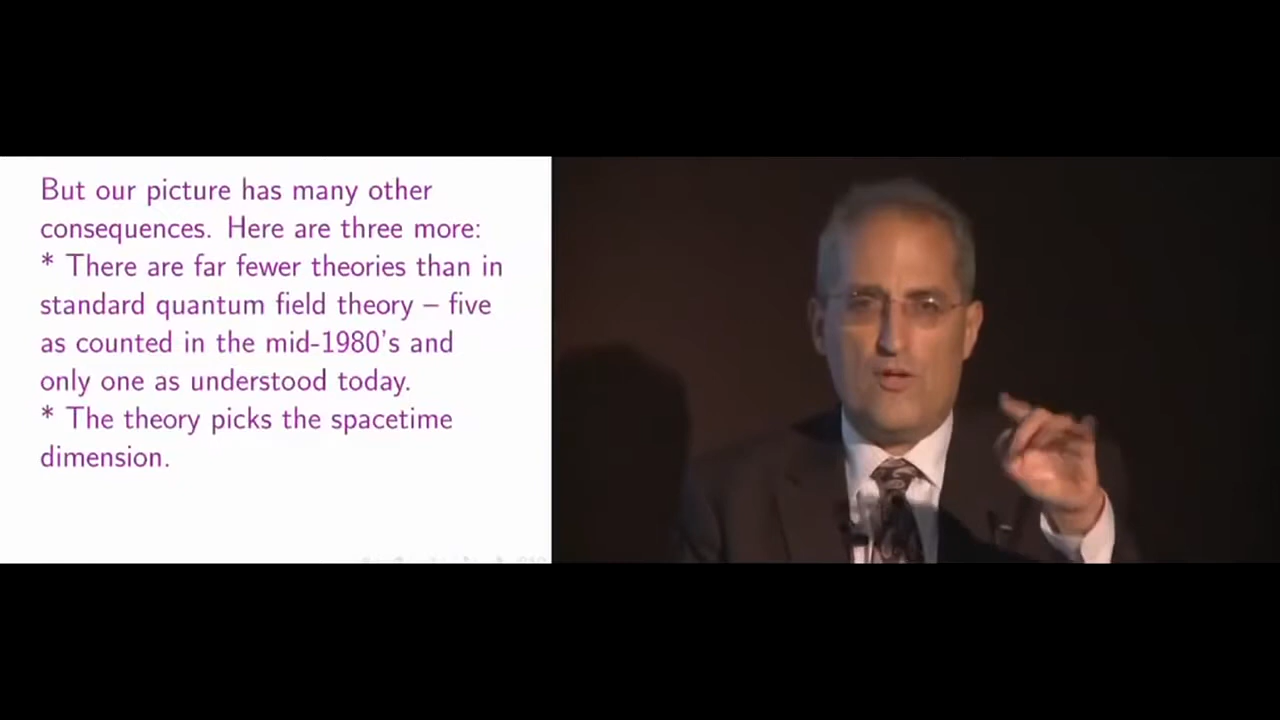 But our picture has many other
consequences. Here are three more:
* There are far fewer theories than in
standard quantum field theory – five
as counted in the mid-1980's and
only one as understood today.
* The theory picks the spacetime
dimension.